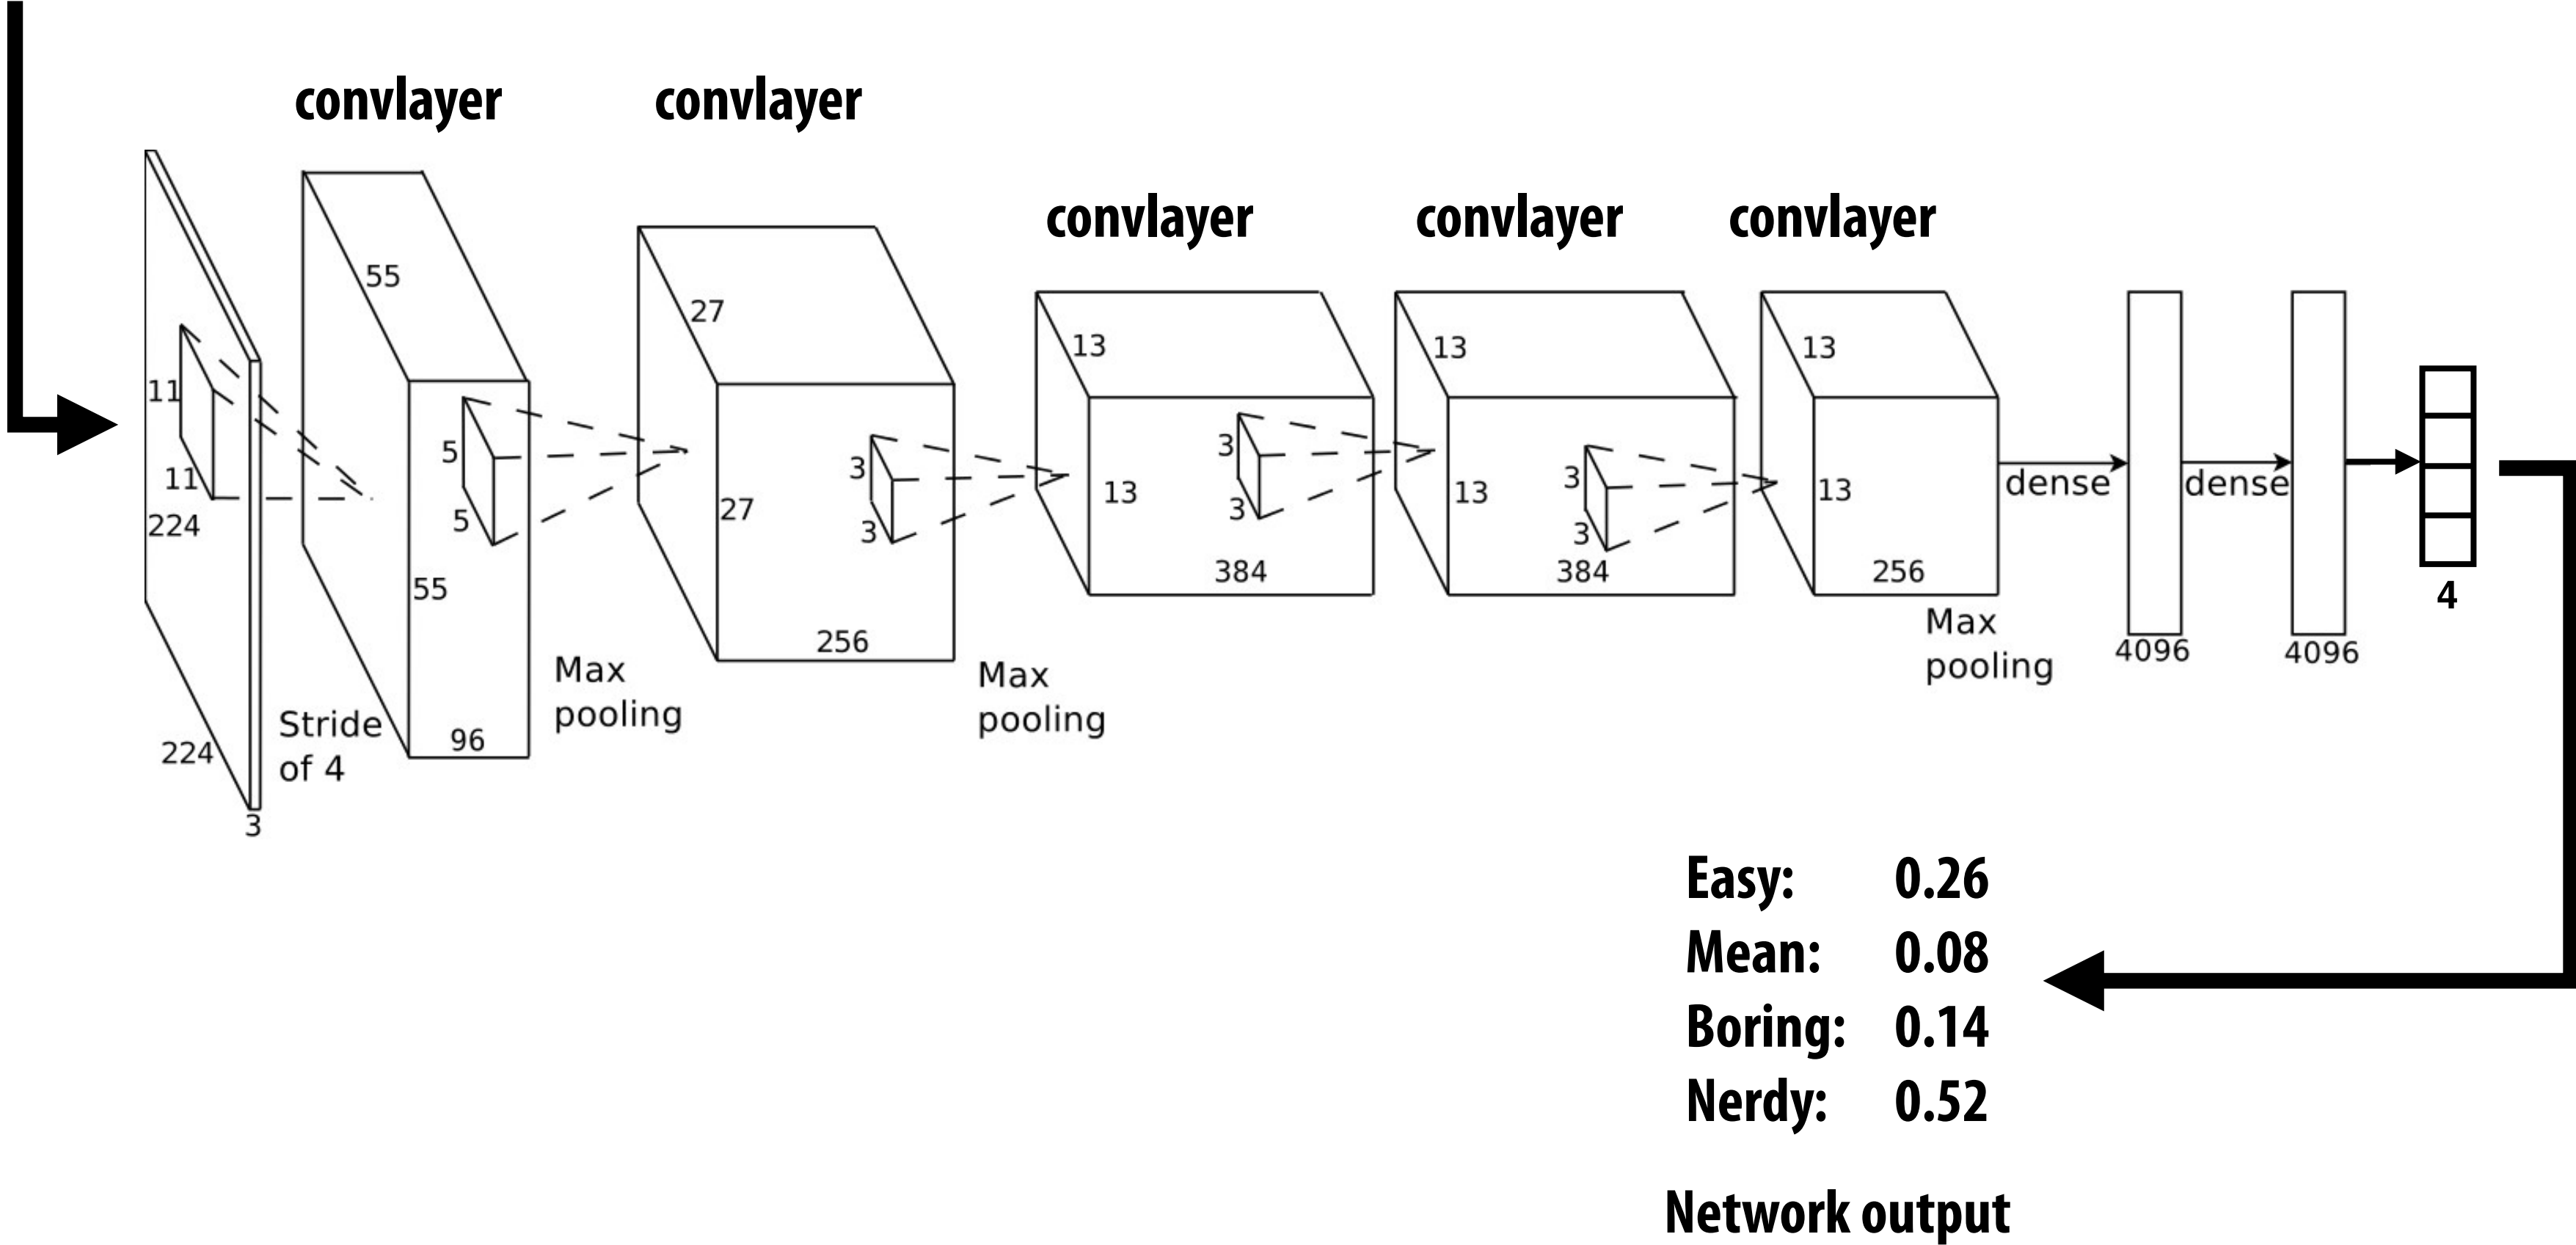 convlayer
convlayer
convlayer
convlayer
convlayer
11
11
224
224
3
Stride
of 4
55
55
96
5
5
Max
pooling
27
27
256
3
3
Max
pooling
13
13
384
3
3
13
13
384
3
3
13
13
256
Max
pooling
dense
4096
dense
4096
4
Easy: 0.26
Mean: 0.08
Boring: 0.14
Nerdy: 0.52
Network output